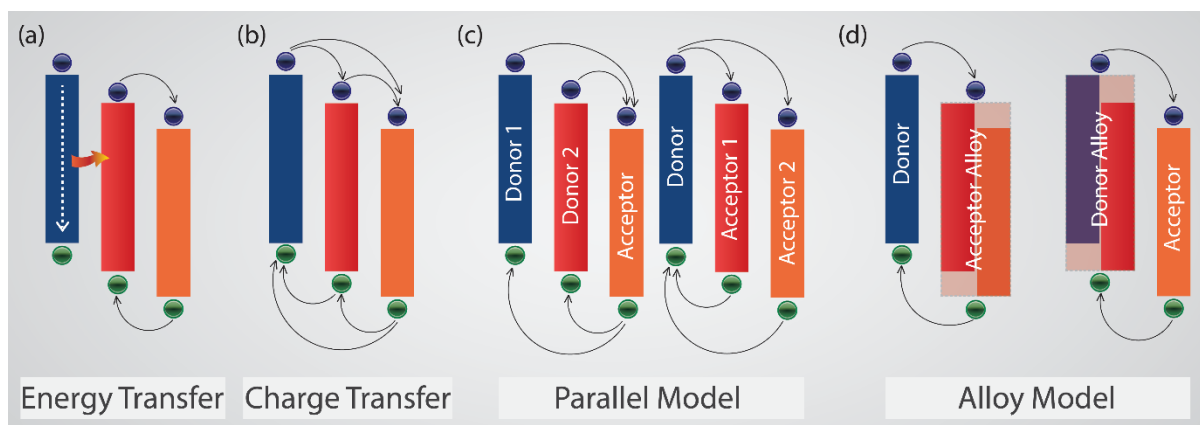 (a)
(b)
(c)
(d)
Donor 1
Donor 2
Acceptor
Donor
Acceptor 1
Acceptor 2
Donor
Acceptor Alloy
Donor Alloy
Acceptor
Energy Transfer
Charge Transfer
Parallel Model
Alloy Model